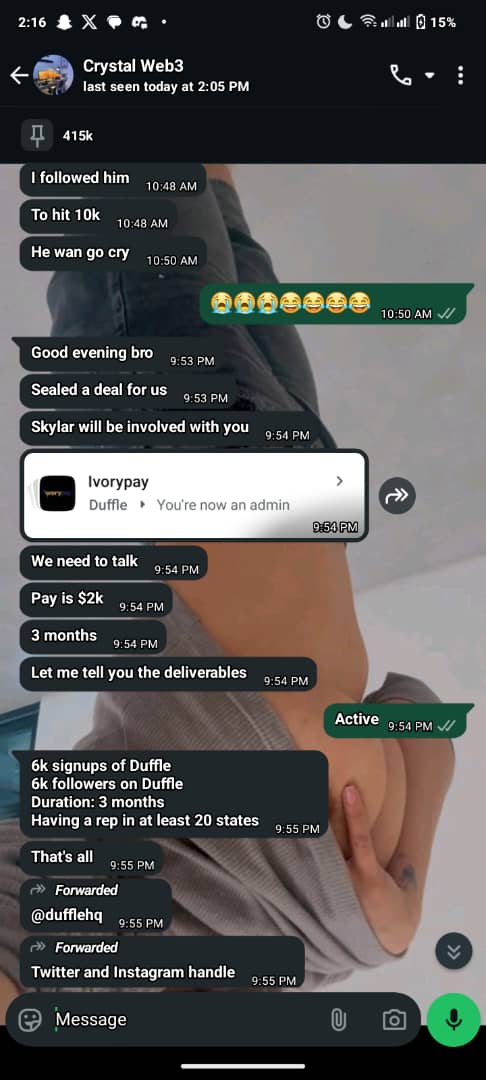 2:16
15%
Crystal Web3
last seen today at 2:05 PM
415k
I followed him 10:48 AM
To hit 10k 10:48 AM
He wan go cry 10:50 AM
😭😭😭😂😂😂😂 10:50 AM
Good evening bro 9:53 PM
Sealed a deal for us 9:53 PM
Skylar will be involved with you 9:54 PM
Ivorypay
Duffle ▸ You're now an admin
9:54 PM
We need to talk 9:54 PM
Pay is $2k 9:54 PM
3 months 9:54 PM
Let me tell you the deliverables 9:54 PM
Active 9:54 PM
6k signups of Duffle
6k followers on Duffle
Duration: 3 months
Having a rep in at least 20 states 9:55 PM
That's all 9:55 PM
Forwarded
@dufflehq 9:55 PM
Forwarded
Twitter and Instagram handle 9:55 PM
Message